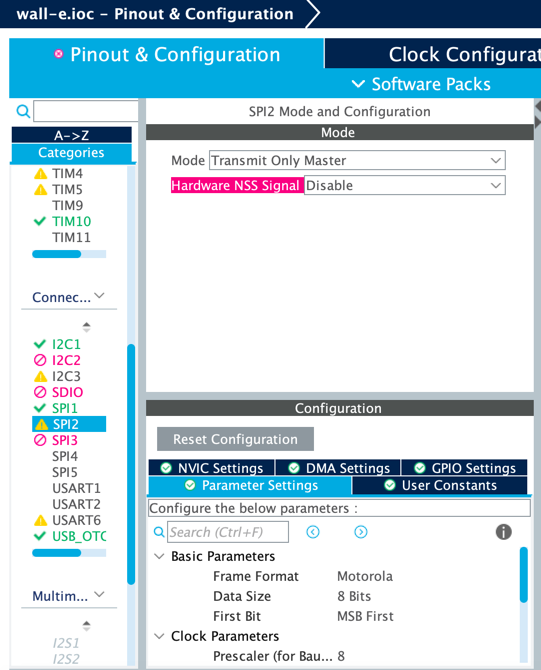 wall-e.ioc – Pinout & Configuration
Pinout & Configuration
Clock Configurat
Software Packs
A->Z
Categories
TIM4
TIM5
TIM9
TIM10
TIM11
Connec...
I2C1
I2C2
I2C3
SDIO
SPI1
SPI2
SPI3
SPI4
SPI5
USART1
USART2
USART6
USB_OTG
Multim...
I2S1
I2S2
SPI2 Mode and Configuration
Mode
Mode Transmit Only Master
Hardware NSS Signal Disable
Configuration
Reset Configuration
NVIC Settings DMA Settings GPIO Settings
Parameter Settings User Constants
Configure the below parameters :
Search (Ctrl+F)
Basic Parameters
Frame Format Motorola
Data Size 8 Bits
First Bit MSB First
Clock Parameters
Prescaler (for Bau... 8